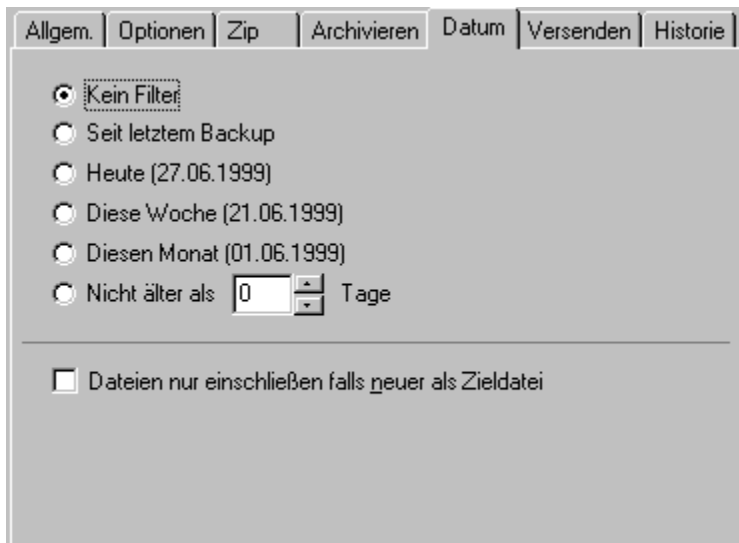 Allgem. Optionen Zip Archivieren Datum Versenden Historie
Kein Filter
Seit letztem Backup
Heute (27.06.1999)
Diese Woche (21.06.1999)
Diesen Monat (01.06.1999)
Nicht älter als 0 Tage
Dateien nur einschließen falls neuer als Zieldatei